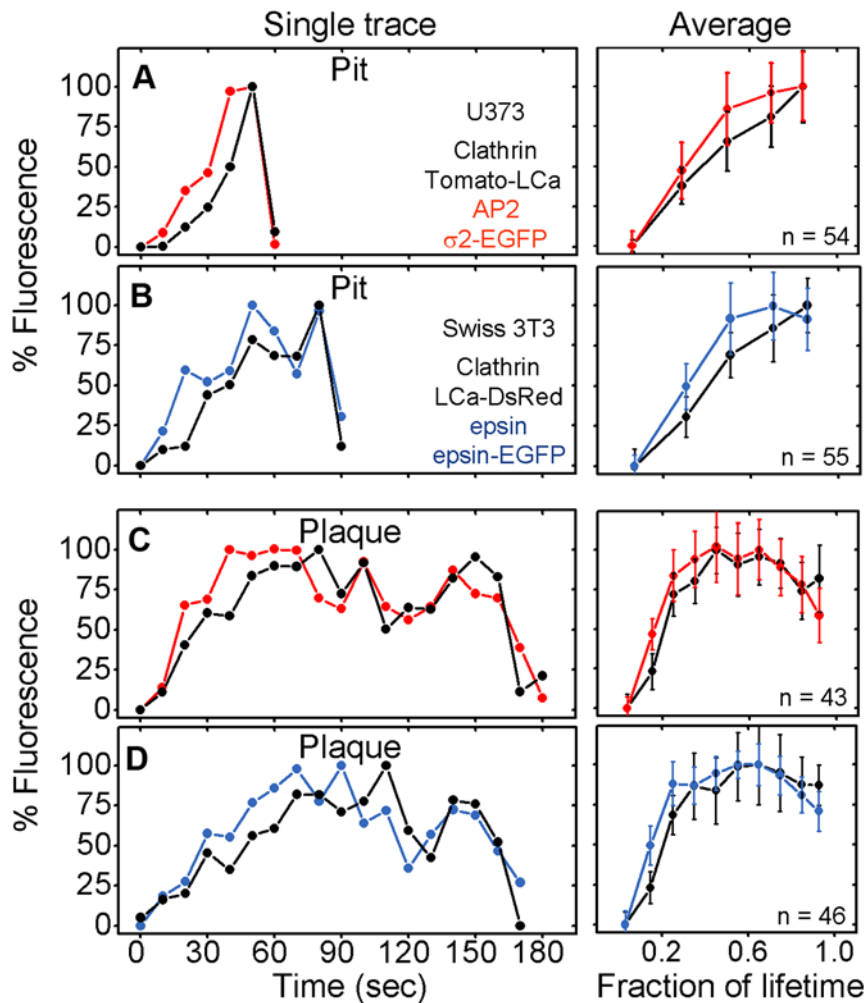 Single trace
Average
% Fluorescence
100
75
50
25
0
A
Pit
U373
Clathrin
Tomato-LCa
AP2
σ2-EGFP
n = 54
100
75
50
25
0
B
Pit
Swiss 3T3
Clathrin
LCa-DsRed
epsin
epsin-EGFP
n = 55
% Fluorescence
100
75
50
25
0
C
Plaque
n = 43
100
75
50
25
0
D
Plaque
n = 46
0 30 60 90 120 150 180
0.2 0.6 1.0
Time (sec)
Fraction of lifetime